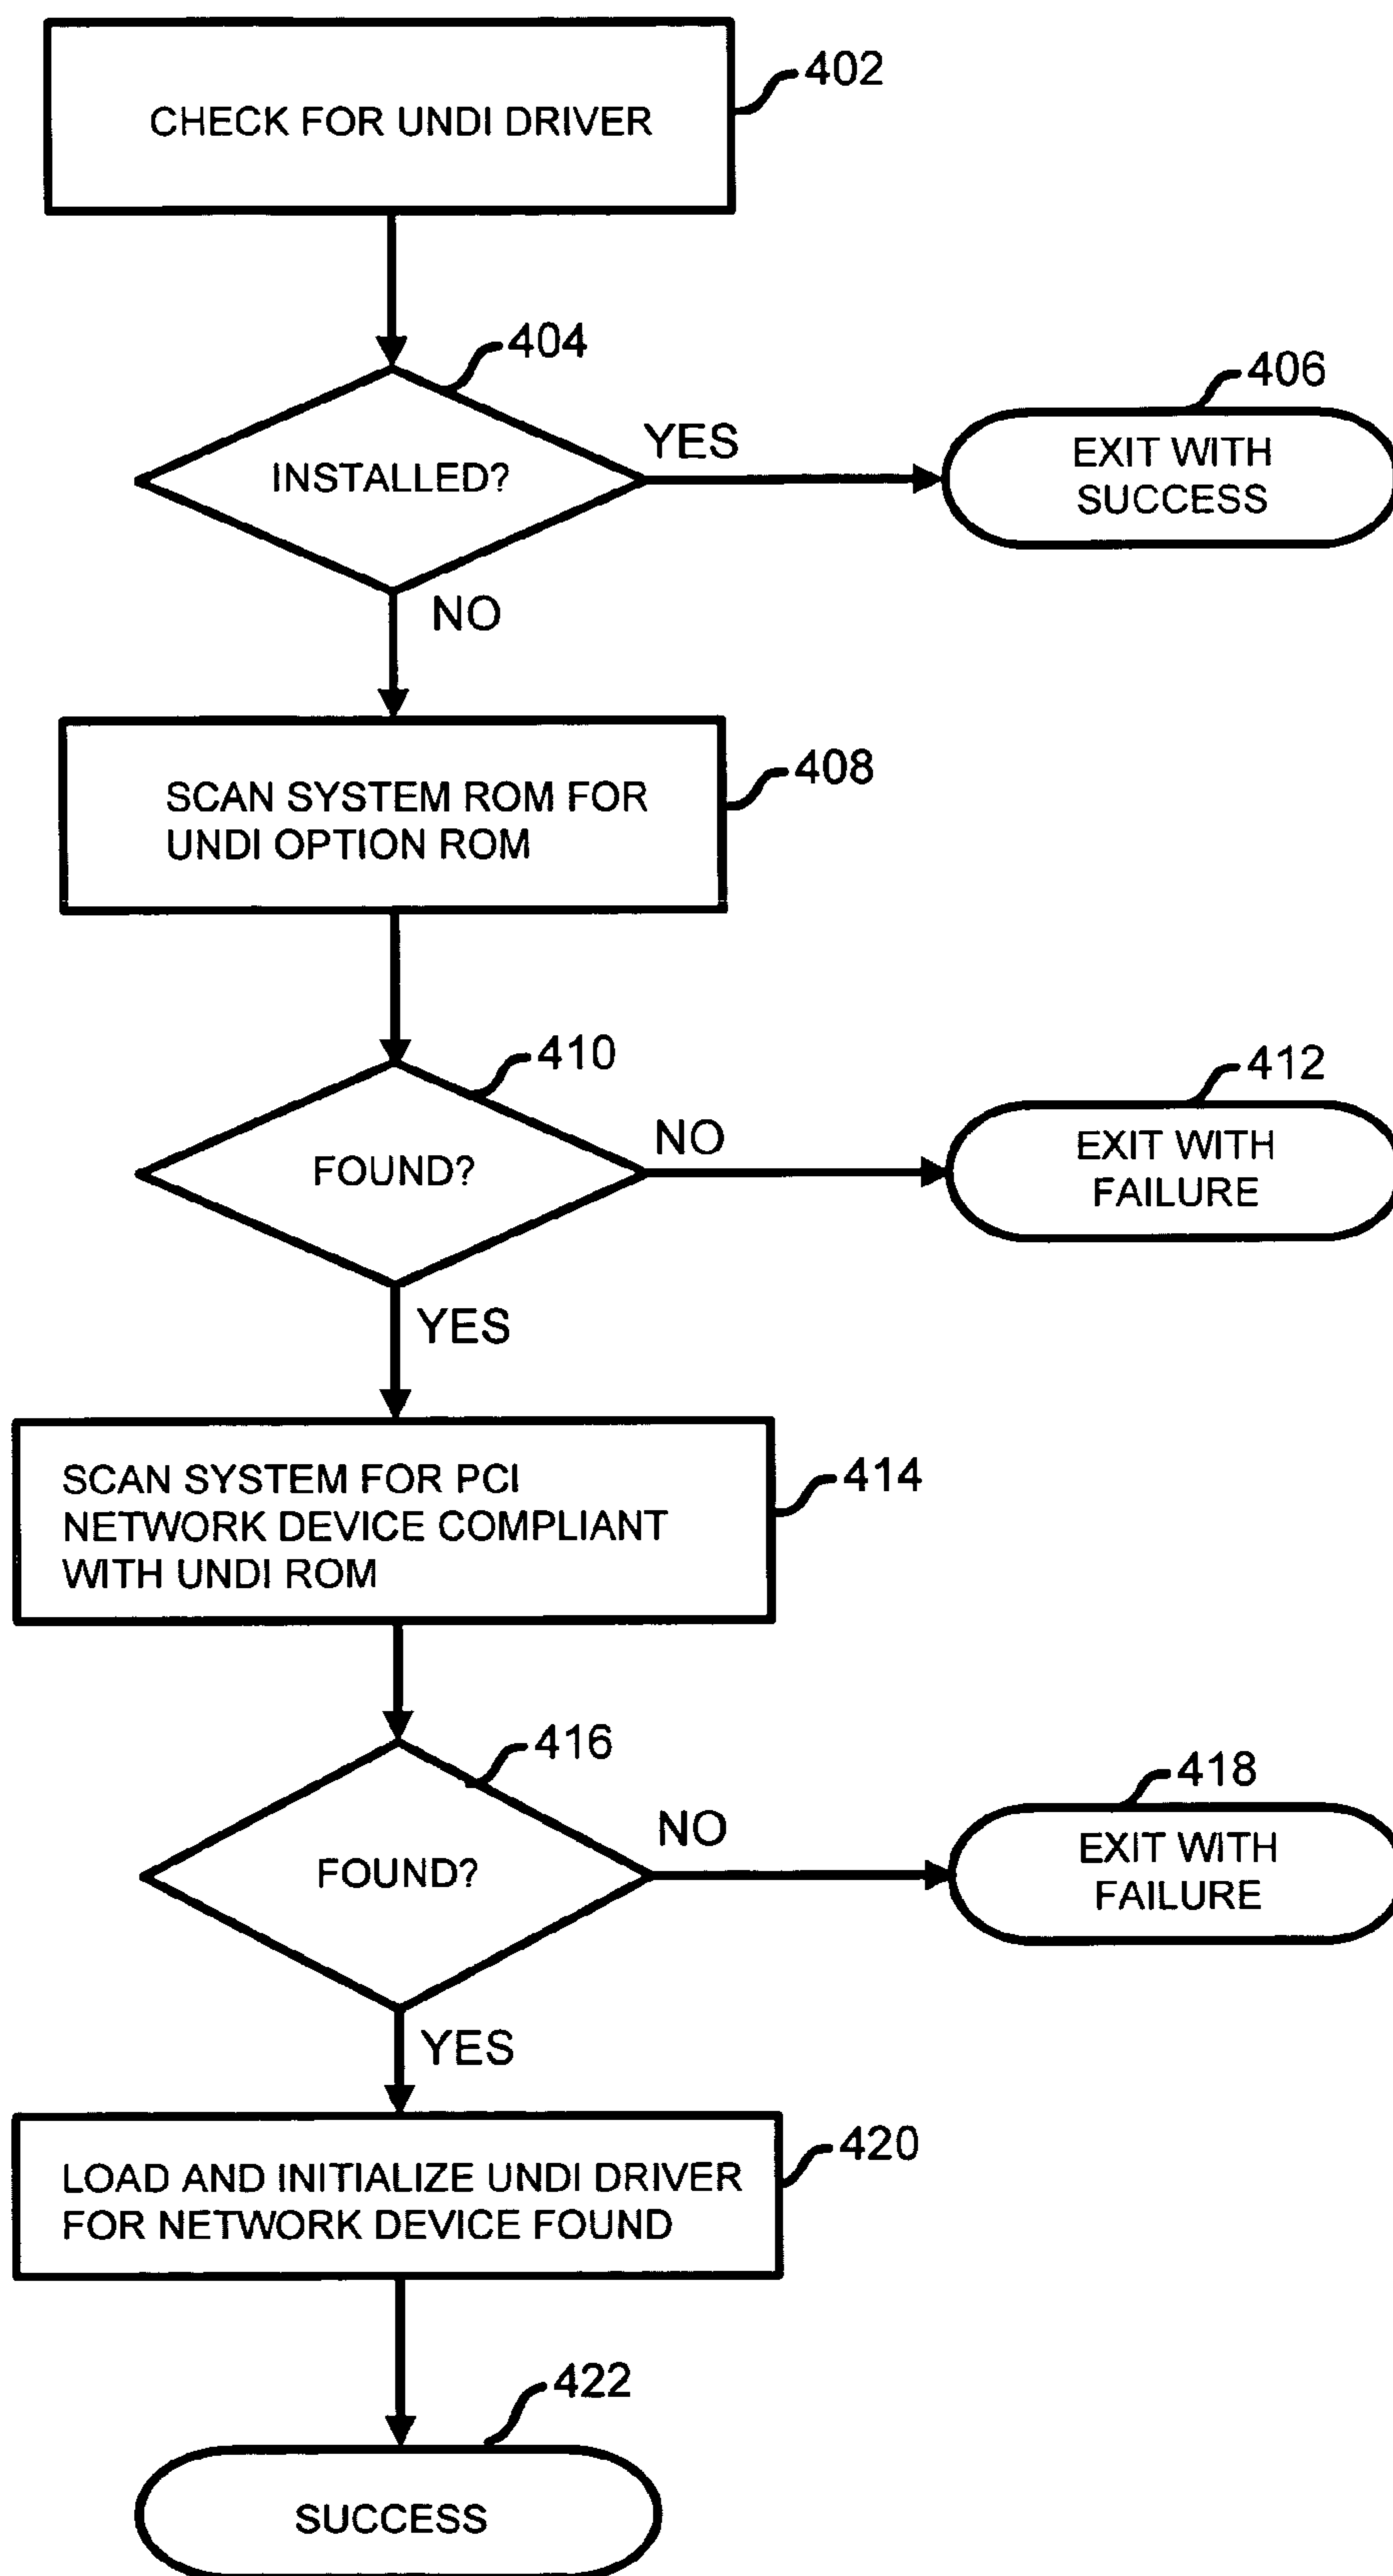 CHECK FOR UNDI DRIVER
402
404
INSTALLED?
YES
406
EXIT WITH
SUCCESS
NO
SCAN SYSTEM ROM FOR
UNDI OPTION ROM
408
410
FOUND?
NO
412
EXIT WITH
FAILURE
YES
SCAN SYSTEM FOR PCI
NETWORK DEVICE COMPLIANT
WITH UNDI ROM
414
416
FOUND?
NO
418
EXIT WITH
FAILURE
YES
LOAD AND INITIALIZE UNDI DRIVER
FOR NETWORK DEVICE FOUND
420
422
SUCCESS